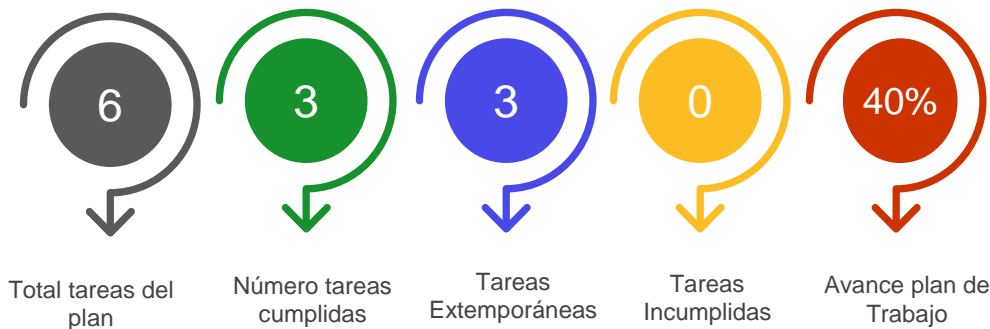 6
3
3
0
40%
Total tareas del
plan
Número tareas
cumplidas
Tareas
Extemporáneas
Tareas
Incumplidas
Avance plan de
Trabajo